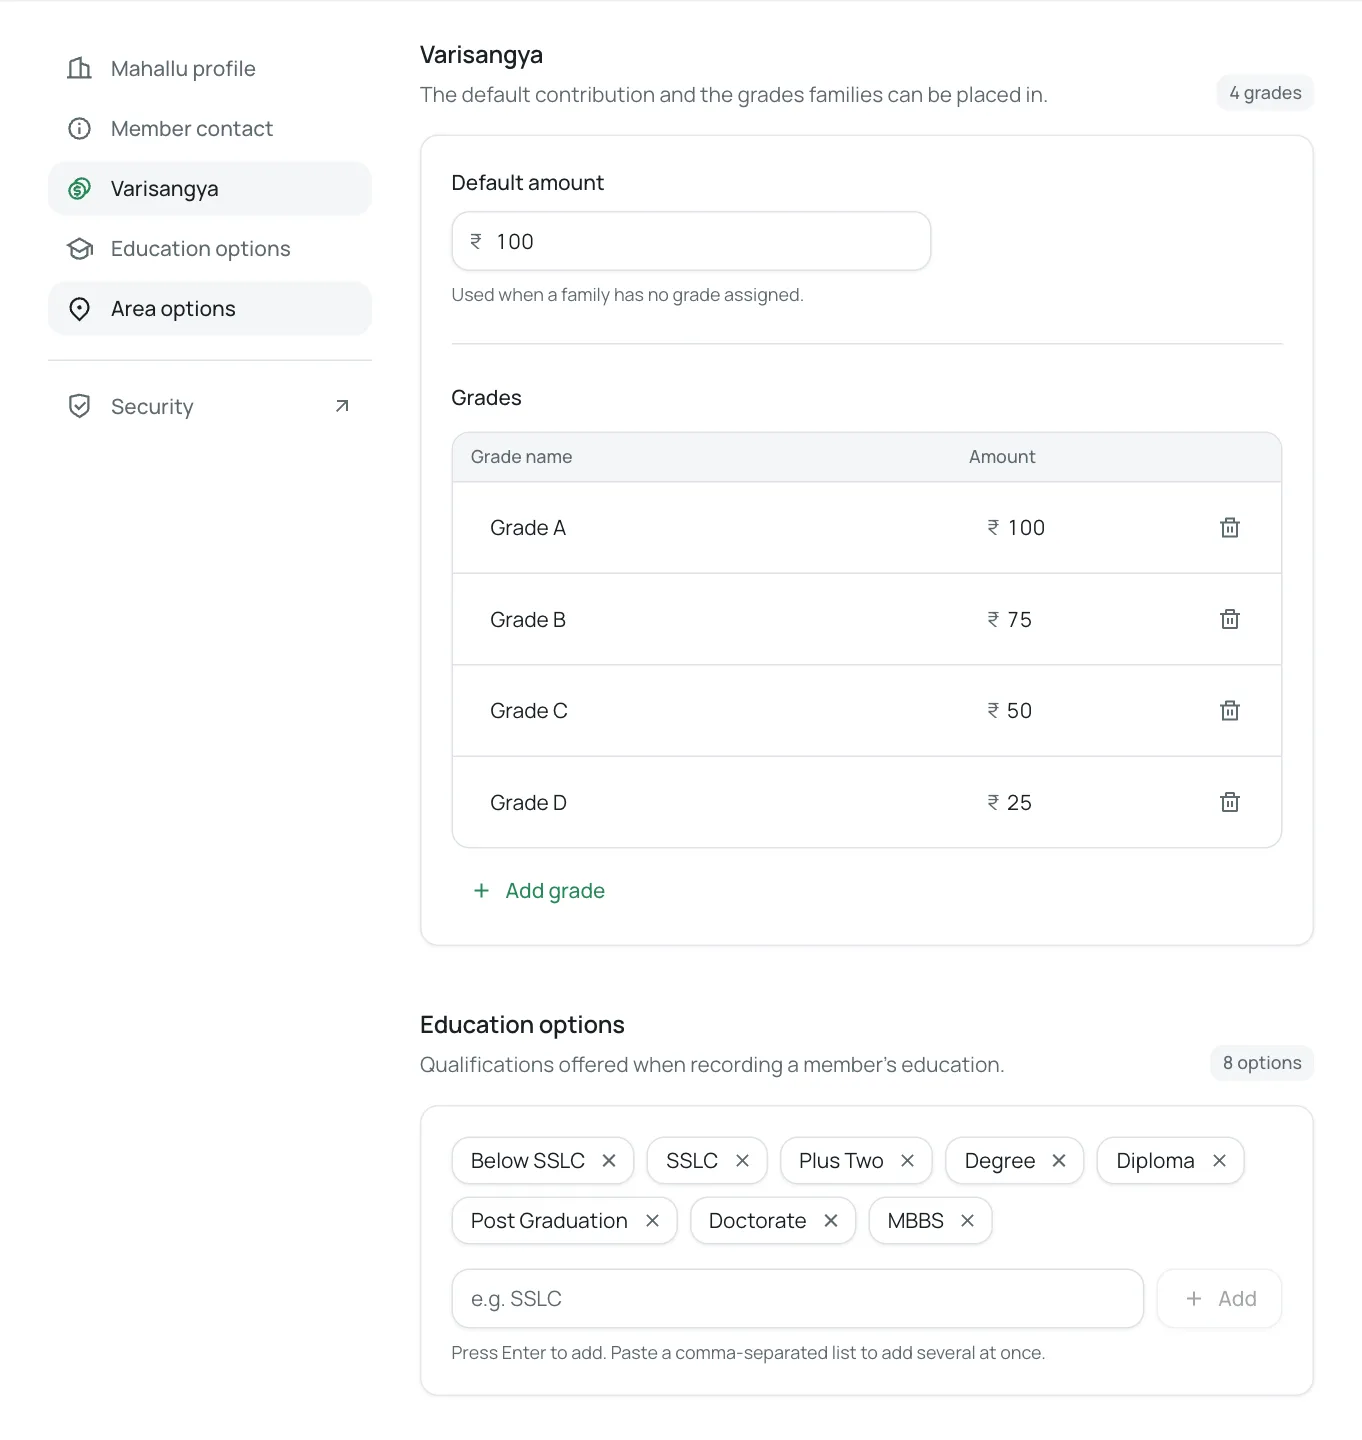 Mahallu profile
Member contact
Varisangya
Education options
Area options
Security
Varisangya
The default contribution and the grades families can be placed in.
4 grades
Default amount
₹ 100
Used when a family has no grade assigned.
Grades
Grade name Amount
Grade A ₹ 100
Grade B ₹ 75
Grade C ₹ 50
Grade D ₹ 25
+ Add grade
Education options
Qualifications offered when recording a member’s education.
8 options
Below SSLC × SSLC × Plus Two × Degree × Diploma ×
Post Graduation × Doctorate × MBBS ×
e.g. SSLC + Add
Press Enter to add. Paste a comma-separated list to add several at once.